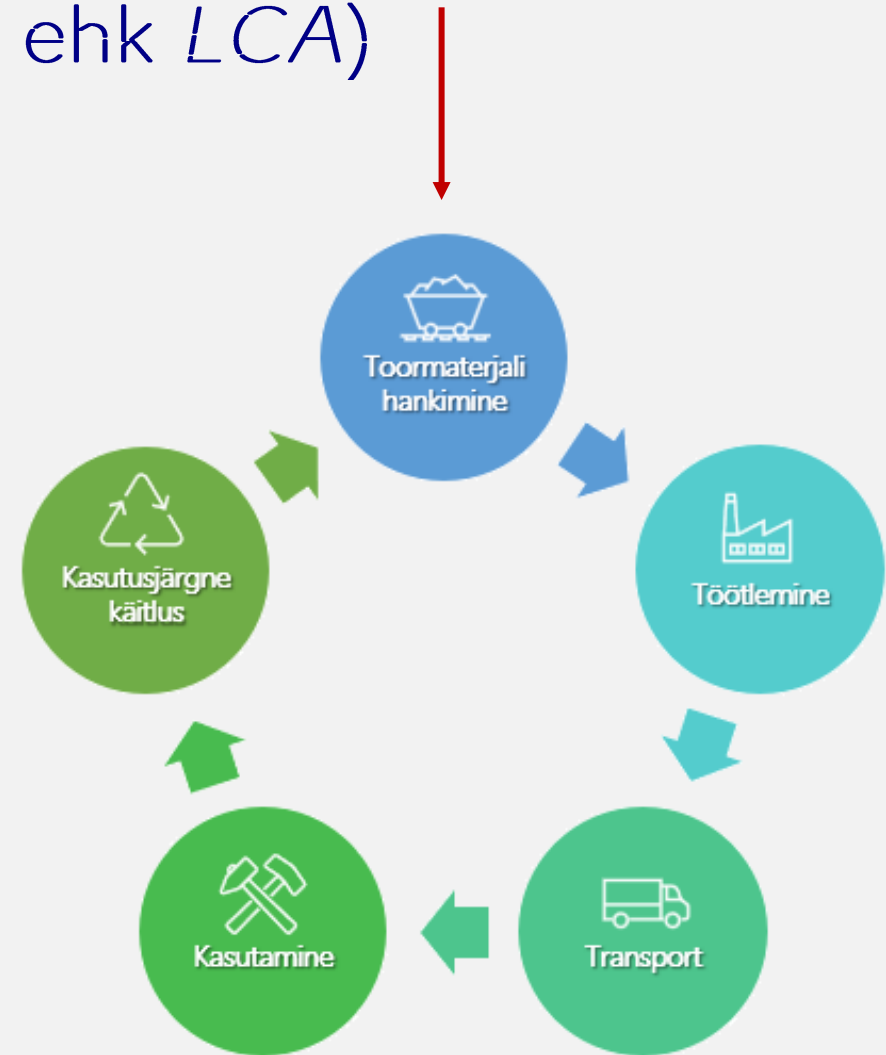 ehk LCA)
Toormaterjali
hankimine
Töötlemine
Transport
Kasutamine
Kasutusjärgne
käitlus